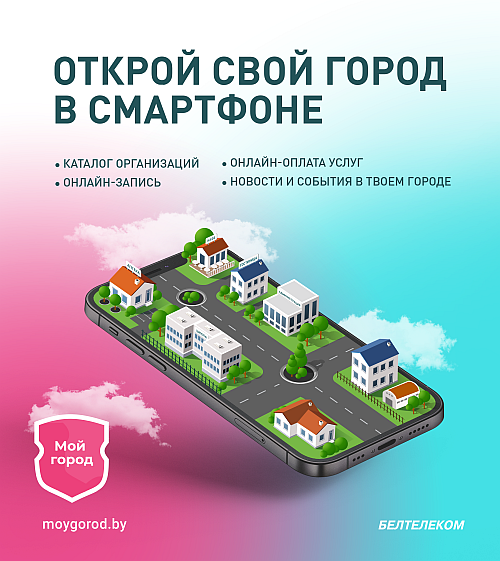 ОТКРОЙ СВОЙ ГОРОД
В СМАРТФОНЕ
• КАТАЛОГ ОРГАНИЗАЦИЙ
• ОНЛАЙН-ЗАПИСЬ
• ОНЛАЙН-ОПЛАТА УСЛУГ
• НОВОСТИ И СОБЫТИЯ В ТВОЕМ ГОРОДЕ
Мой
город
moygorod.by
БЕЛТЕЛЕКОМ